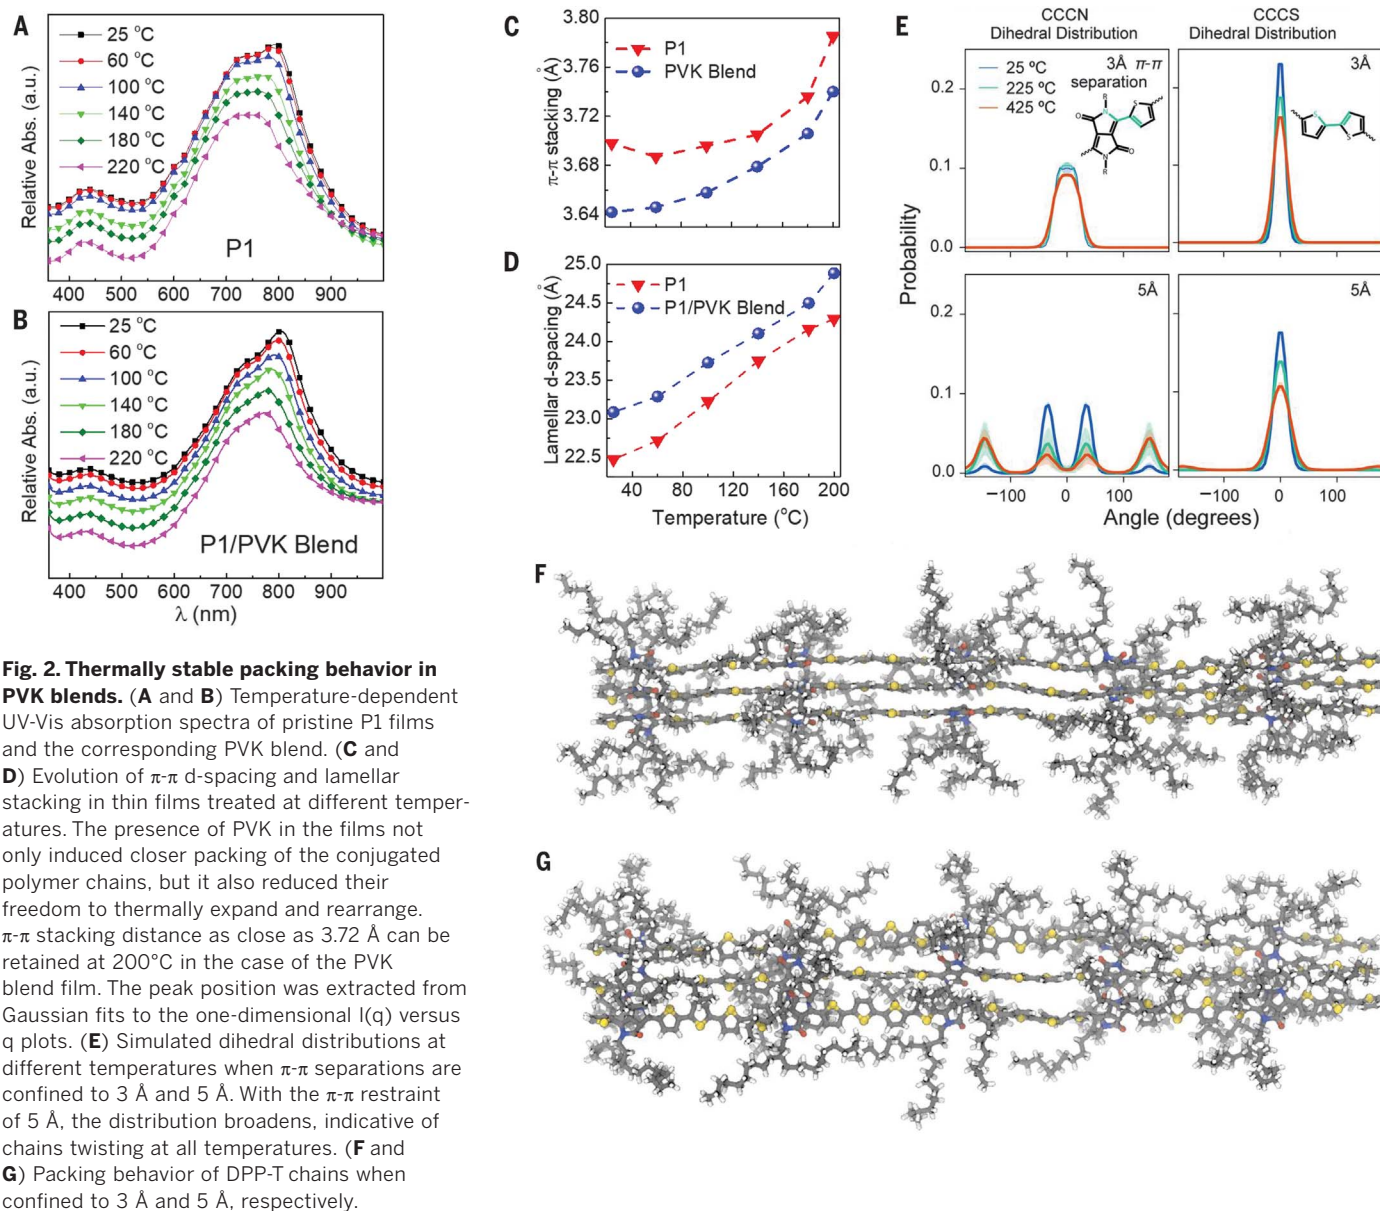 A
25 °C
60 °C
100 °C
140 °C
180 °C
220 °C
Relative Abs. (a.u.)
P1
400 500 600 700 800 900
B
25 °C
60 °C
100 °C
140 °C
180 °C
220 °C
Relative Abs. (a.u.)
P1/PVK Blend
400 500 600 700 800 900
λ (nm)
C
3.80
3.76
3.72
3.68
3.64
π-π stacking (Å)
P1
PVK Blend
D
25.0
24.5
24.0
23.5
23.0
22.5
Lamellar d-spacing (Å)
P1
P1/PVK Blend
40 80 120 160 200
Temperature (°C)
E
CCCN
Dihedral Distribution
CCCS
Dihedral Distribution
25 °C
225 °C
425 °C
3Å π-π
separation
R
N
S
O
O
N
R
3Å
S
S
0.2
0.1
0.0
Probability
5Å
5Å
0.2
0.1
0.0
−100 0 100
−100 0 100
Angle (degrees)
F
G
Fig. 2. Thermally stable packing behavior in
PVK blends. (A and B) Temperature-dependent
UV-Vis absorption spectra of pristine P1 films
and the corresponding PVK blend. (C and
D) Evolution of π-π d-spacing and lamellar
stacking in thin films treated at different temper-
atures. The presence of PVK in the films not
only induced closer packing of the conjugated
polymer chains, but it also reduced their
freedom to thermally expand and rearrange.
π-π stacking distance as close as 3.72 Å can be
retained at 200°C in the case of the PVK
blend film. The peak position was extracted from
Gaussian fits to the one-dimensional I(q) versus
q plots. (E) Simulated dihedral distributions at
different temperatures when π-π separations are
confined to 3 Å and 5 Å. With the π-π restraint
of 5 Å, the distribution broadens, indicative of
chains twisting at all temperatures. (F and
G) Packing behavior of DPP-T chains when
confined to 3 Å and 5 Å, respectively.